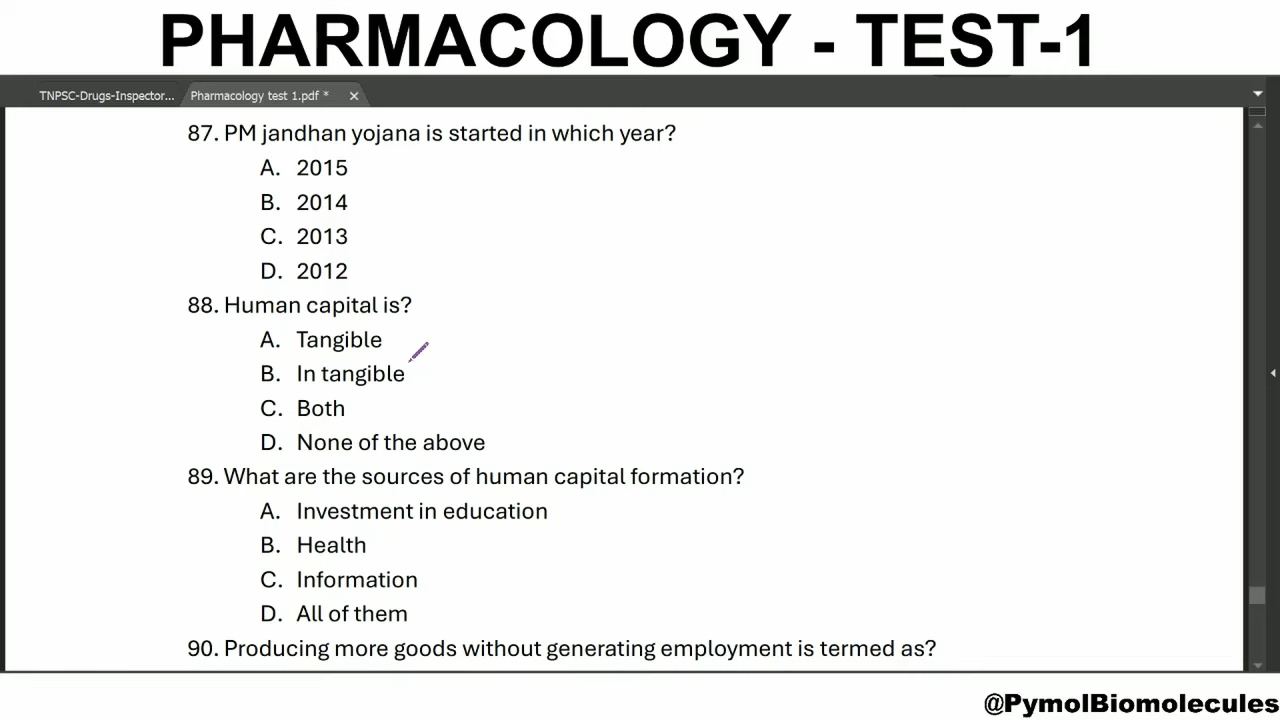 PHARMACOLOGY - TEST-1
TNPSC-Drugs-Inspector... Pharmacology test 1.pdf *
87. PM jandhan yojana is started in which year?
A. 2015
B. 2014
C. 2013
D. 2012
88. Human capital is?
A. Tangible
B. In tangible
C. Both
D. None of the above
89. What are the sources of human capital formation?
A. Investment in education
B. Health
C. Information
D. All of them
90. Producing more goods without generating employment is termed as?
@PymolBiomolecules